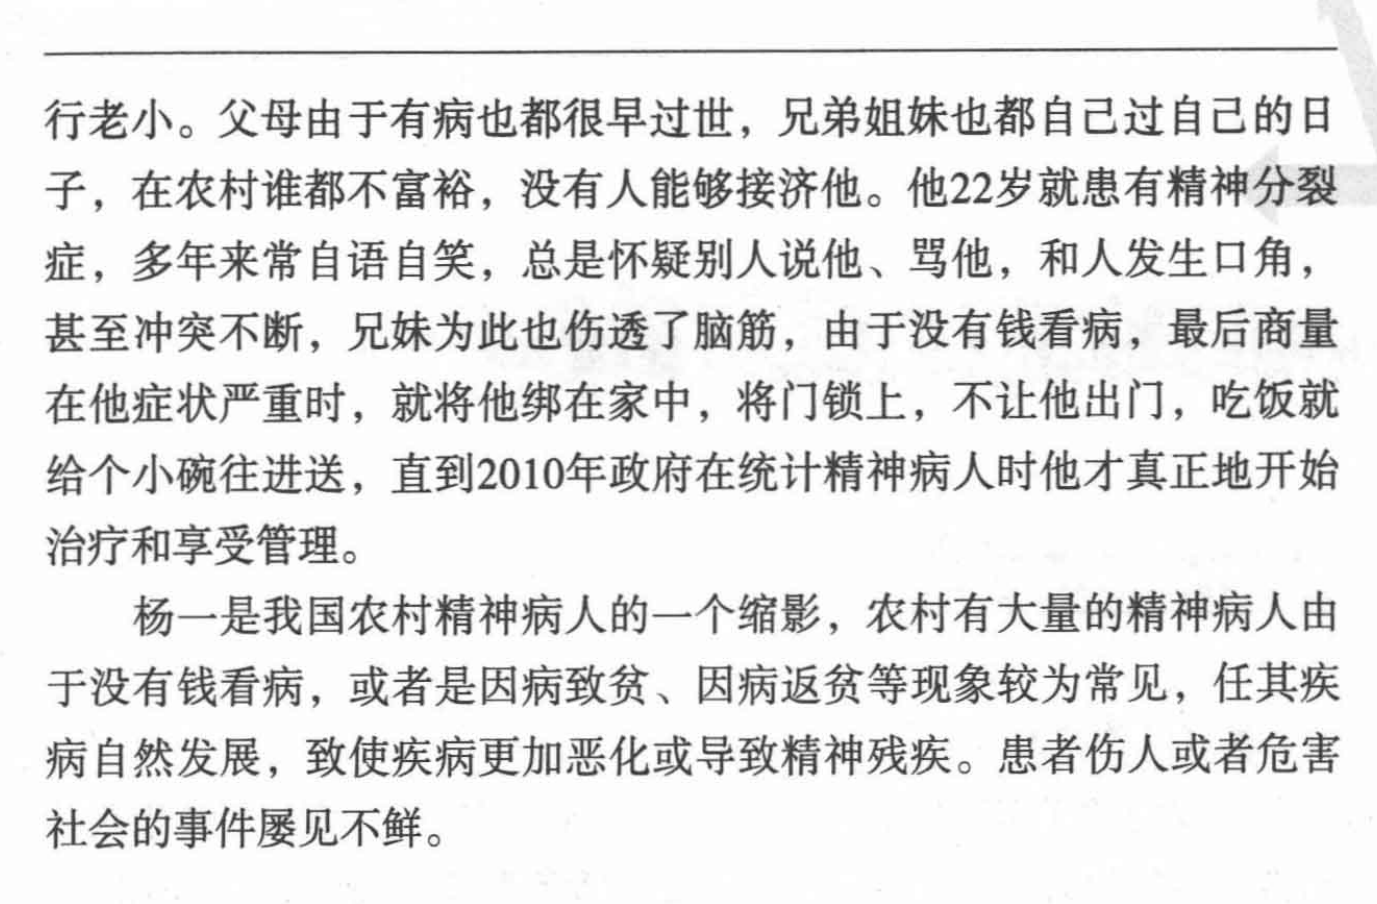 行老小。父母由于有病也都很早过世，兄弟姐妹也都自己过自己的日
子，在农村谁都不富裕，没有人能够接济他。他22岁就患有精神分裂
症，多年来常自语自笑，总是怀疑别人说他、骂他，和人发生口角，
甚至冲突不断，兄妹为此也伤透了脑筋，由于没有钱看病，最后商量
在他症状严重时，就将他绑在家中，将门锁上，不让他出门，吃饭就
给个小碗往进送，直到2010年政府在统计精神病人时他才真正地开始
治疗和享受管理。
杨一是我国农村精神病人的一个缩影，农村有大量的精神病人由
于没有钱看病，或者是因病致贫、因病返贫等现象较为常见，任其疾
病自然发展，致使疾病更加恶化或导致精神残疾。患者伤人或者危害
社会的事件屡见不鲜。